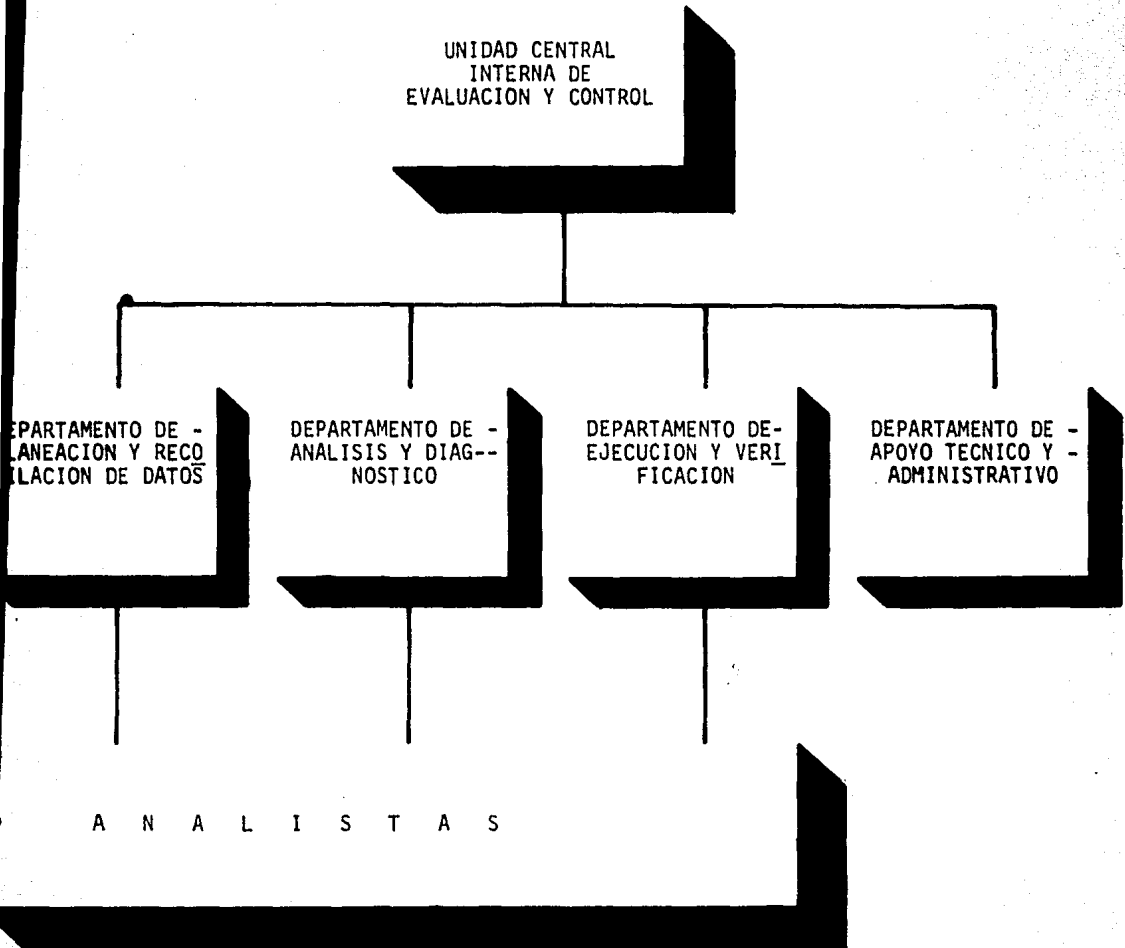 UNIDAD CENTRAL
INTERNA DE
EVALUACION Y CONTROL
EPARTAMENTO DE -
LANEACION Y RECO
ILACION DE DATOS
DEPARTAMENTO DE -
ANALISIS Y DIAG--
NOSTICO
DEPARTAMENTO DE-
EJECUCION Y VERI
FICACION
DEPARTAMENTO DE -
APOYO TECNICO Y -
ADMINISTRATIVO
A N A L I S T A S